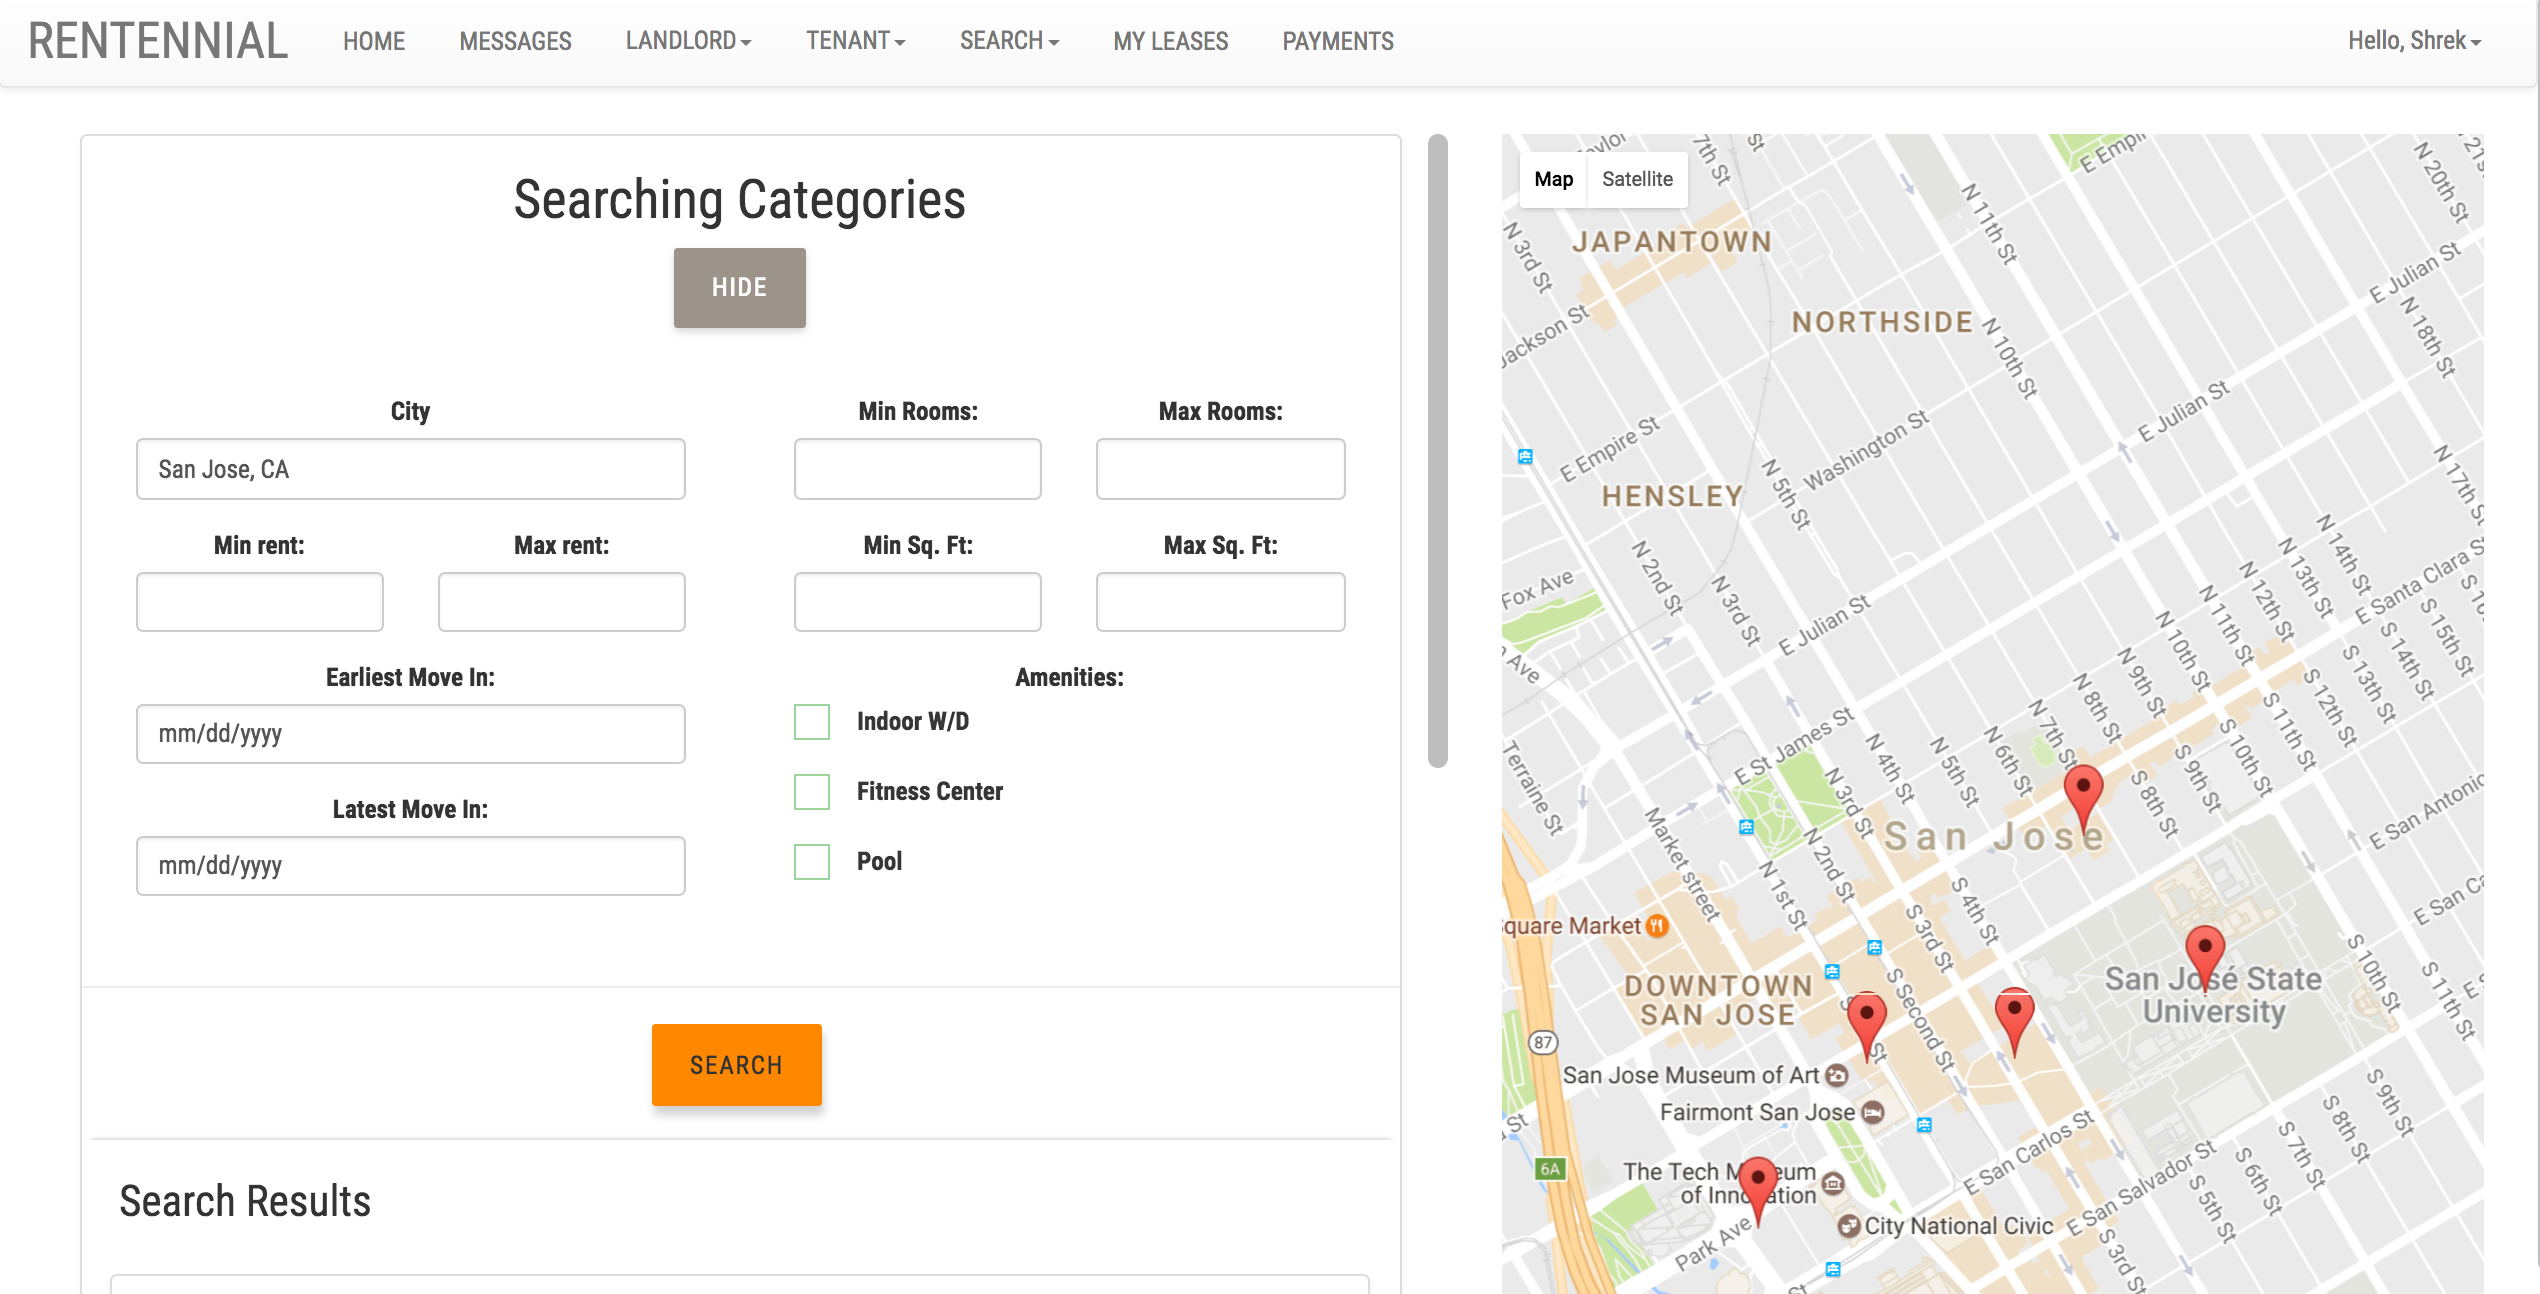 RENTENNIAL HOME MESSAGES LANDLORD TENANT SEARCH MY LEASES PAYMENTS Hello, Shrek
Searching Categories
HIDE
City
San Jose, CA
Min Rooms: Max Rooms:
Min rent: Max rent:
Min Sq. Ft: Max Sq. Ft:
Earliest Move In:
mm/dd/yyyy
Latest Move In:
mm/dd/yyyy
Amenities:
Indoor W/D
Fitness Center
Pool
SEARCH
Search Results
Map Satellite
7th St
E Empir
N 20th St
N 11th St
N 3rd St
JAPANTOWN
E Julian St
Jackson St
NORTHSIDE
N 10th St
N 18th St
E Julian St
E Empire St
Washington St
N 5th St
HENSLEY
N 17th St
N 14th St
N 13th St
N 12th St
N 11th St
N 10th St
E Santa Clara S
N 2nd St
N 3rd St
Fox Ave
E Julian St
S 15th St
S 14th St
S 13th St
S 12th St
S 11th St
S 10th St
Ave
N 9th St
N 8th St
N 7th St
N 6th St
N 5th St
N 4th St
N 3rd St
N 2nd St
N 1st St
E St James St
Terraine St
Market street
S 9th St
S 8th St
E San Antonio
San Jose
S 4th St
S 3rd St
S Second St
E San Ca
quare Market
DOWNTOWN
SAN JOSE
San José State
University
S 10th St
S 11th St
87
San Jose Museum of Art
Fairmont San Jose
St
6A
The Tech M eum
of Inno ation
Park Ave
City National Civic
E San Carlos St
E San Salvador St
S 9th St
S 8th St
S 7th St
S 6th St
S 5th St
S 3rd St